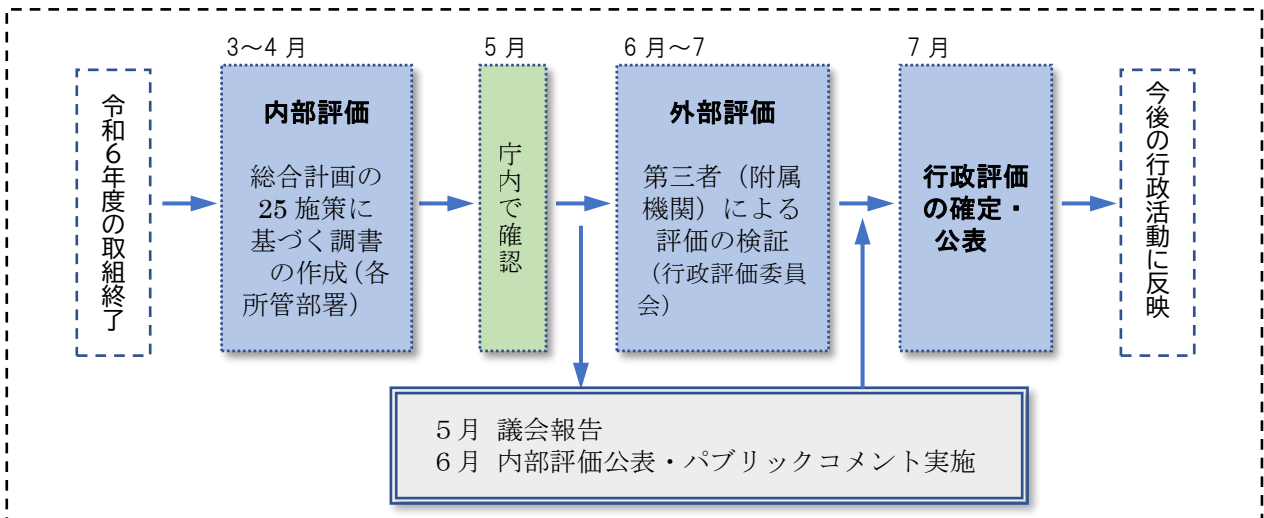 令和6年度の取組終了
3～4 月
内部評価
総合計画の
25 施策に
基づく調書
の作成（各
所管部署）
5 月
庁内で確認
6 月～7
外部評価
第三者（附属
機関）による
評価の検証
（行政評価委員
会）
7 月
行政評価
の確定・
公表
今後の行政活動に反映
５月 議会報告
６月 内部評価公表・パブリックコメント実施